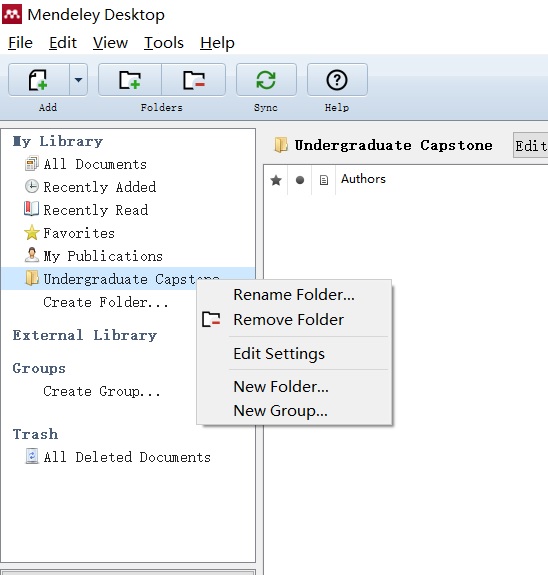 Mendeley Desktop
File Edit View Tools Help
Add Folders Sync Help
My Library
All Documents
Recently Added
Recently Read
Favorites
My Publications
Undergraduate Capstone
Create Folder...
External Library
Groups
Create Group...
Trash
All Deleted Documents
Undergraduate Capstone Edit
Authors
Rename Folder...
Remove Folder
Edit Settings
New Folder...
New Group...